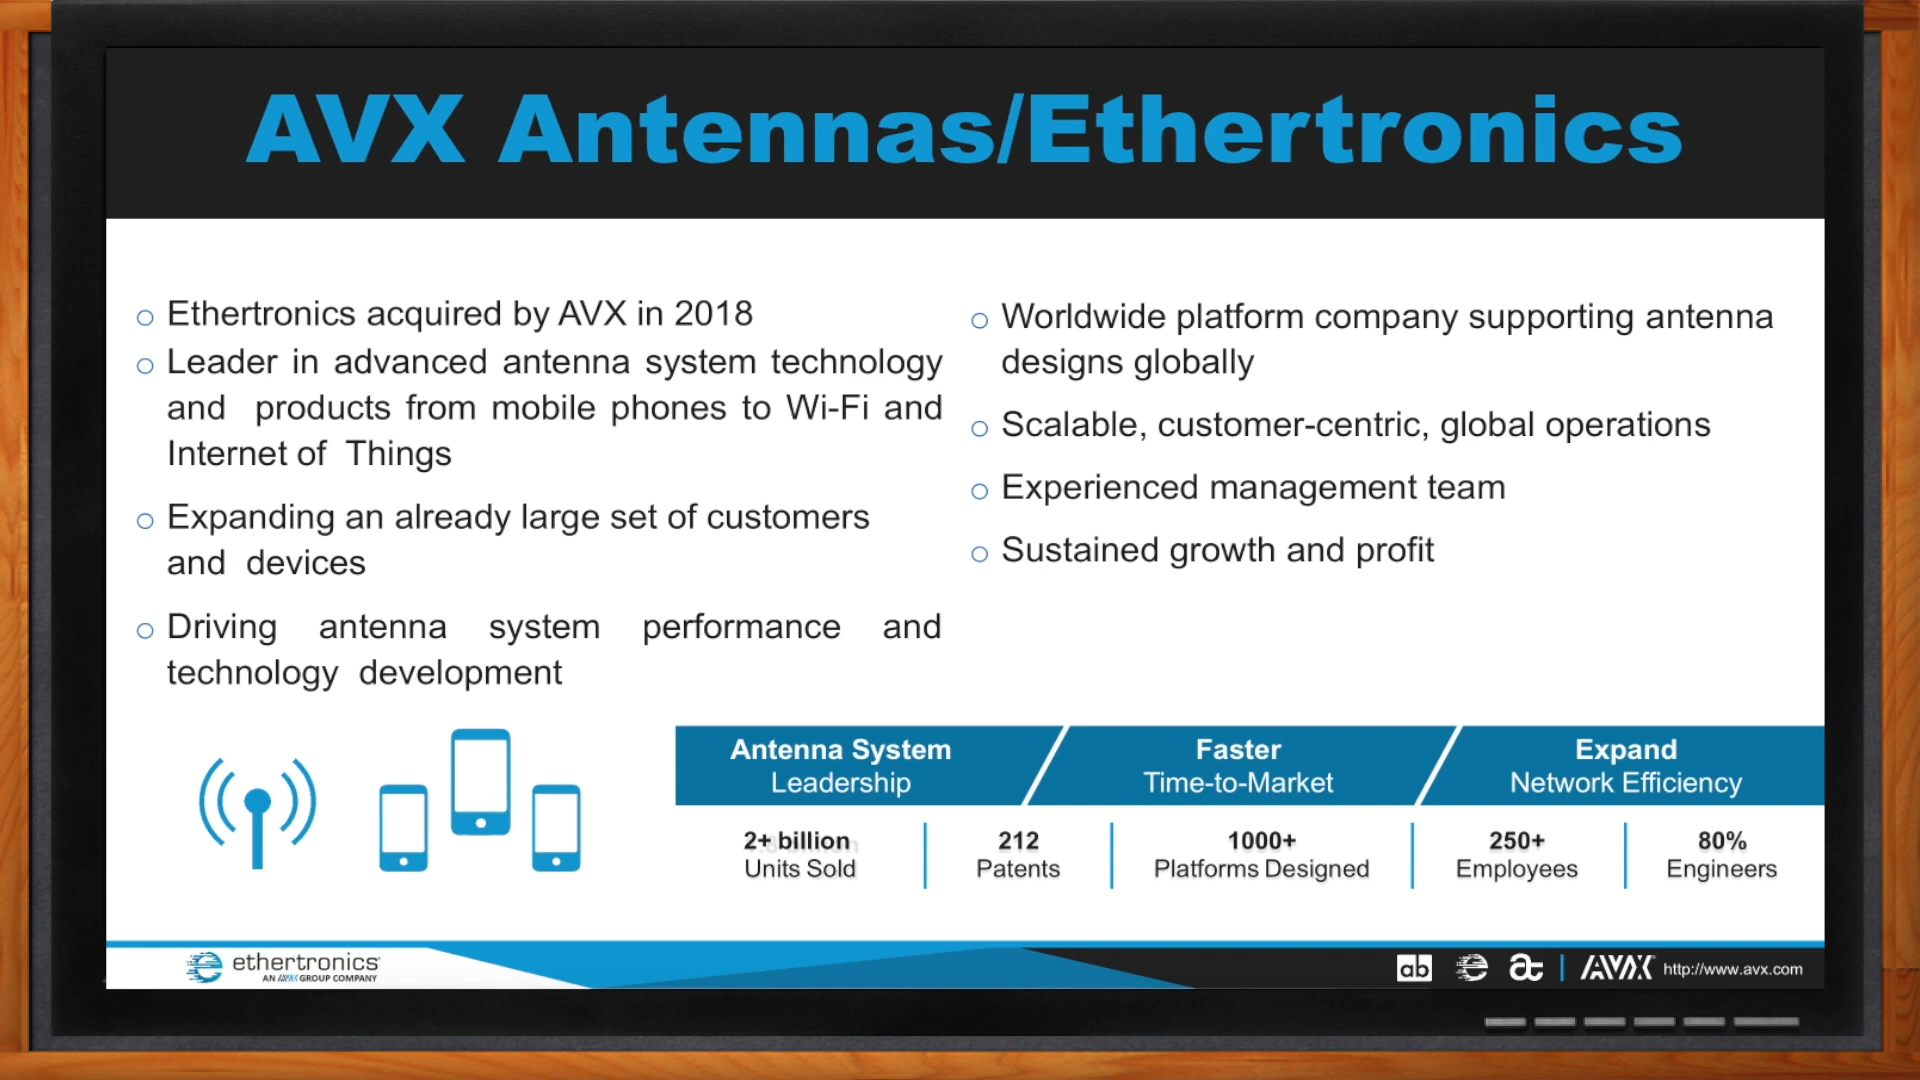 AVX Antennas/Ethertronics
Ethertronics acquired by AVX in 2018
Leader in advanced antenna system technology
and products from mobile phones to Wi-Fi and
Internet of Things
Expanding an already large set of customers
and devices
Driving antenna system performance and
technology development
Worldwide platform company supporting antenna
designs globally
Scalable, customer-centric, global operations
Experienced management team
Sustained growth and profit
Antenna System
Leadership
Faster
Time-to-Market
Expand
Network Efficiency
2+ billion
Units Sold
212
Patents
1000+
Platforms Designed
250+
Employees
80%
Engineers
ethertronics
AN AVX GROUP COMPANY
ab
AVX http://www.avx.com